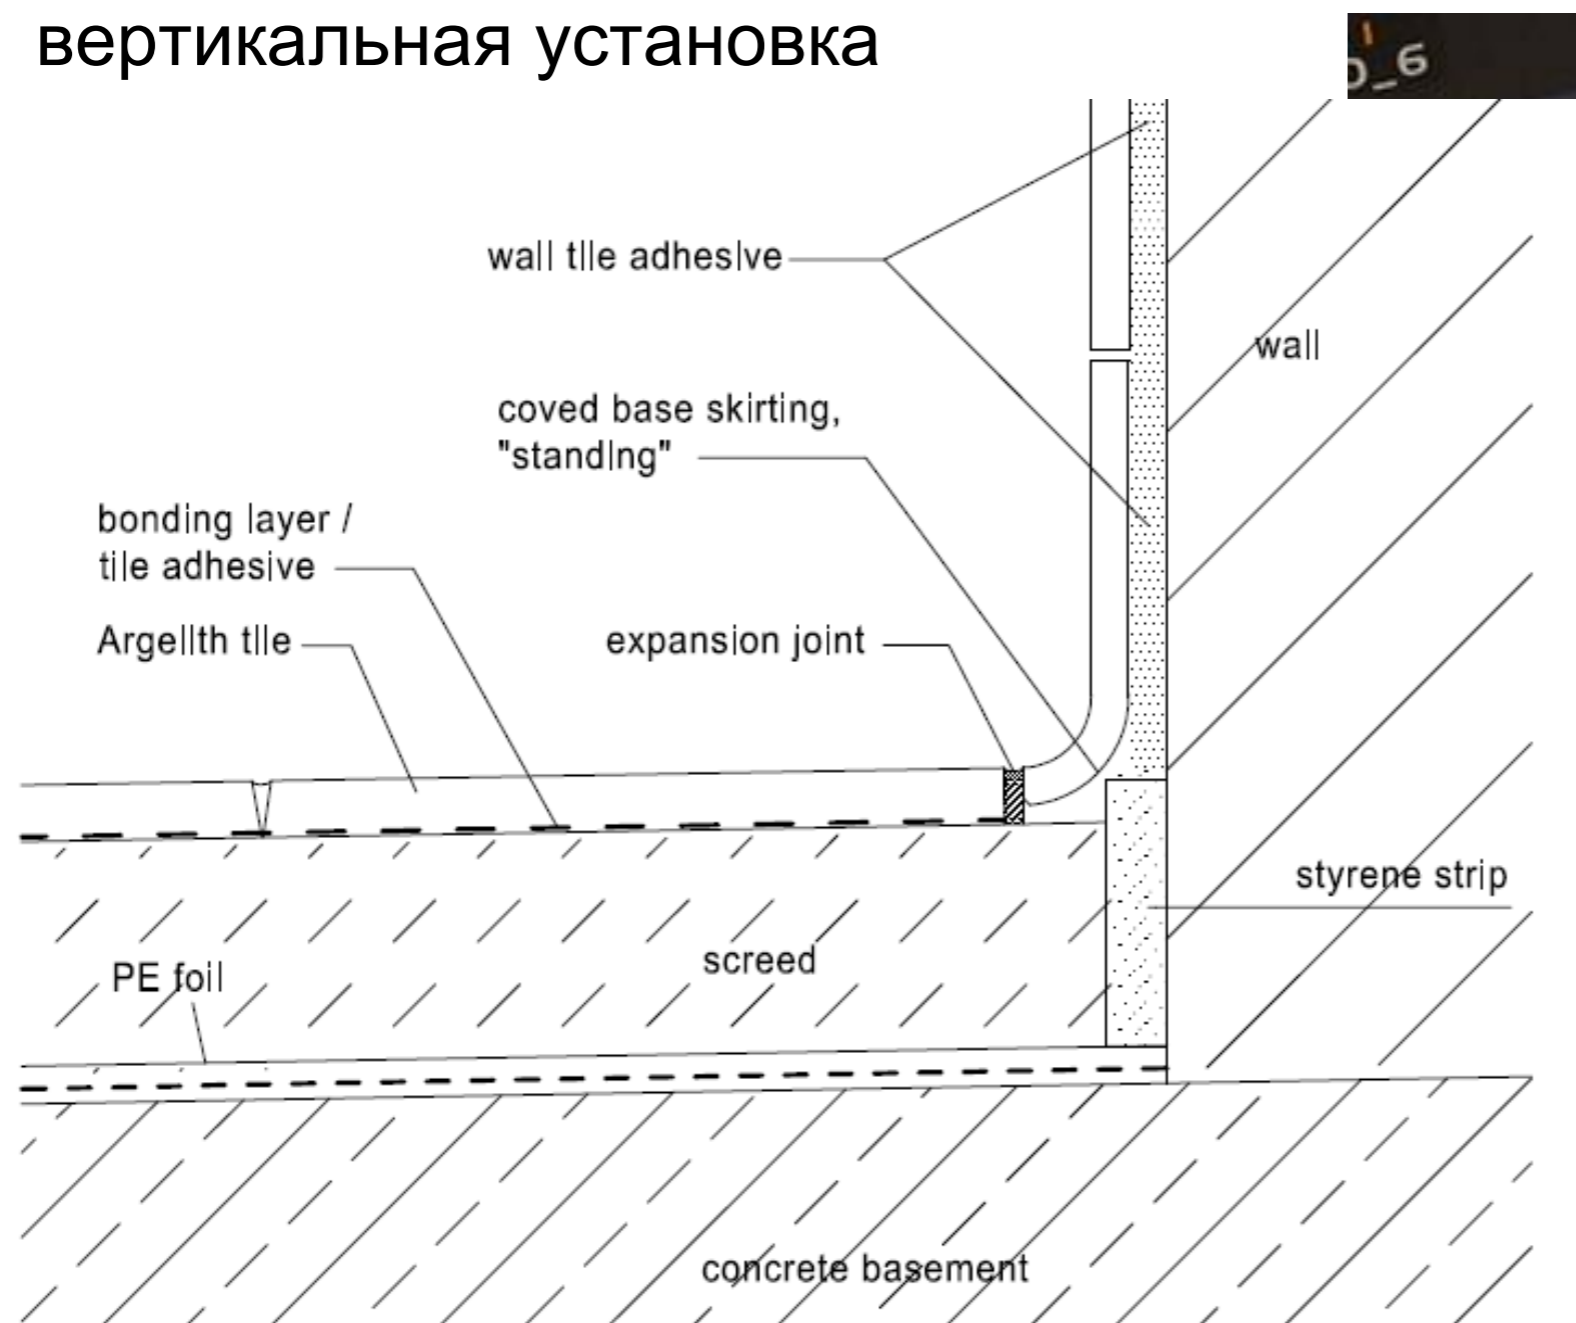 вертикальная установка
_6
wall tile adhesive
wall
coved base skirting,
"standing"
bonding layer /
tile adhesive
Argelith tile
expansion joint
styrene strip
screed
PE foil
concrete basement